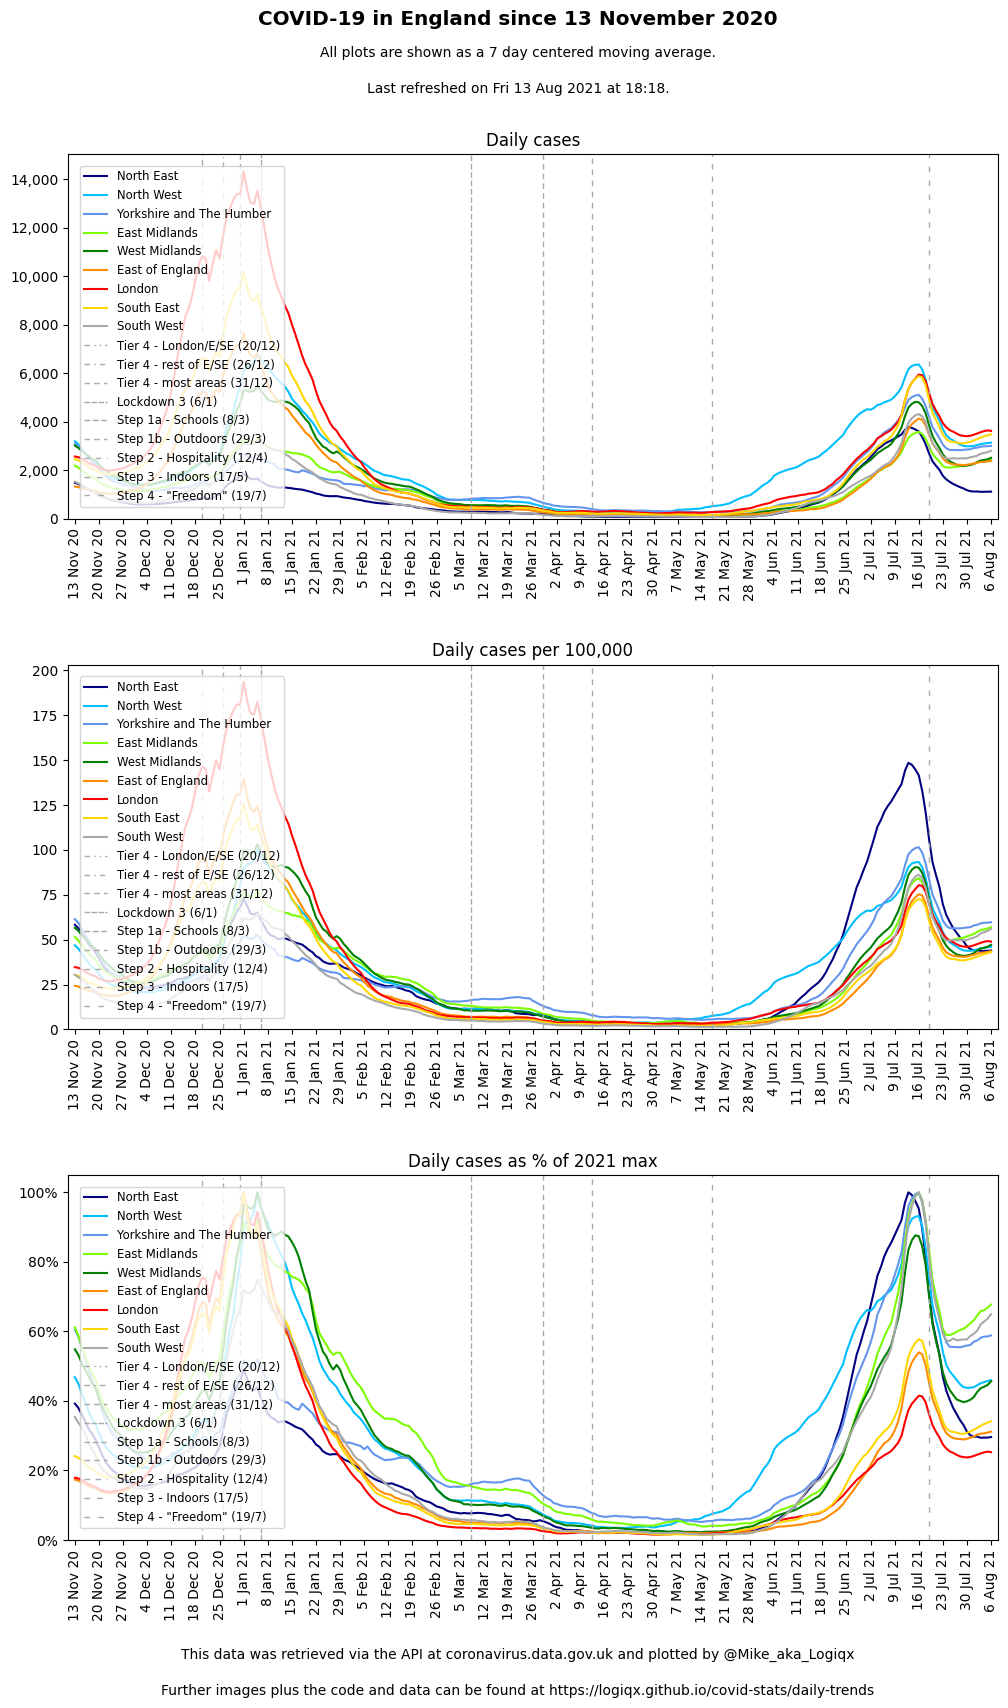 COVID-19 in England since 13 November 2020
All plots are shown as a 7 day centered moving average.
Last refreshed on Fri 13 Aug 2021 at 18:18.
Daily cases
14,000
12,000
10,000
8,000
6,000
4,000
2,000
0
North East
North West
Yorkshire and The Humber
East Midlands
West Midlands
East of England
London
South East
South West
Tier 4 - London/E/SE (20/12)
Tier 4 - rest of E/SE (26/12)
Tier 4 - most areas (31/12)
Lockdown 3 (6/1)
Step 1a - Schools (8/3)
Step 1b - Outdoors (29/3)
Step 2 - Hospitality (12/4)
Step 3 - Indoors (17/5)
Step 4 - "Freedom" (19/7)
13 Nov 20
20 Nov 20
27 Nov 20
4 Dec 20
11 Dec 20
18 Dec 20
25 Dec 20
1 Jan 21
8 Jan 21
15 Jan 21
22 Jan 21
29 Jan 21
5 Feb 21
12 Feb 21
19 Feb 21
26 Feb 21
5 Mar 21
12 Mar 21
19 Mar 21
26 Mar 21
2 Apr 21
9 Apr 21
16 Apr 21
23 Apr 21
30 Apr 21
7 May 21
14 May 21
21 May 21
28 May 21
4 Jun 21
11 Jun 21
18 Jun 21
25 Jun 21
2 Jul 21
9 Jul 21
16 Jul 21
23 Jul 21
30 Jul 21
6 Aug 21
Daily cases per 100,000
200
175
150
125
100
75
50
25
0
North East
North West
Yorkshire and The Humber
East Midlands
West Midlands
East of England
London
South East
South West
Tier 4 - London/E/SE (20/12)
Tier 4 - rest of E/SE (26/12)
Tier 4 - most areas (31/12)
Lockdown 3 (6/1)
Step 1a - Schools (8/3)
Step 1b - Outdoors (29/3)
Step 2 - Hospitality (12/4)
Step 3 - Indoors (17/5)
Step 4 - "Freedom" (19/7)
13 Nov 20
20 Nov 20
27 Nov 20
4 Dec 20
11 Dec 20
18 Dec 20
25 Dec 20
1 Jan 21
8 Jan 21
15 Jan 21
22 Jan 21
29 Jan 21
5 Feb 21
12 Feb 21
19 Feb 21
26 Feb 21
5 Mar 21
12 Mar 21
19 Mar 21
26 Mar 21
2 Apr 21
9 Apr 21
16 Apr 21
23 Apr 21
30 Apr 21
7 May 21
14 May 21
21 May 21
28 May 21
4 Jun 21
11 Jun 21
18 Jun 21
25 Jun 21
2 Jul 21
9 Jul 21
16 Jul 21
23 Jul 21
30 Jul 21
6 Aug 21
Daily cases as % of 2021 max
100%
80%
60%
40%
20%
0%
North East
North West
Yorkshire and The Humber
East Midlands
West Midlands
East of England
London
South East
South West
Tier 4 - London/E/SE (20/12)
Tier 4 - rest of E/SE (26/12)
Tier 4 - most areas (31/12)
Lockdown 3 (6/1)
Step 1a - Schools (8/3)
Step 1b - Outdoors (29/3)
Step 2 - Hospitality (12/4)
Step 3 - Indoors (17/5)
Step 4 - "Freedom" (19/7)
13 Nov 20
20 Nov 20
27 Nov 20
4 Dec 20
11 Dec 20
18 Dec 20
25 Dec 20
1 Jan 21
8 Jan 21
15 Jan 21
22 Jan 21
29 Jan 21
5 Feb 21
12 Feb 21
19 Feb 21
26 Feb 21
5 Mar 21
12 Mar 21
19 Mar 21
26 Mar 21
2 Apr 21
9 Apr 21
16 Apr 21
23 Apr 21
30 Apr 21
7 May 21
14 May 21
21 May 21
28 May 21
4 Jun 21
11 Jun 21
18 Jun 21
25 Jun 21
2 Jul 21
9 Jul 21
16 Jul 21
23 Jul 21
30 Jul 21
6 Aug 21
This data was retrieved via the API at coronavirus.data.gov.uk and plotted by @Mike_aka_Logiqx
Further images plus the code and data can be found at https://logiqx.github.io/covid-stats/daily-trends